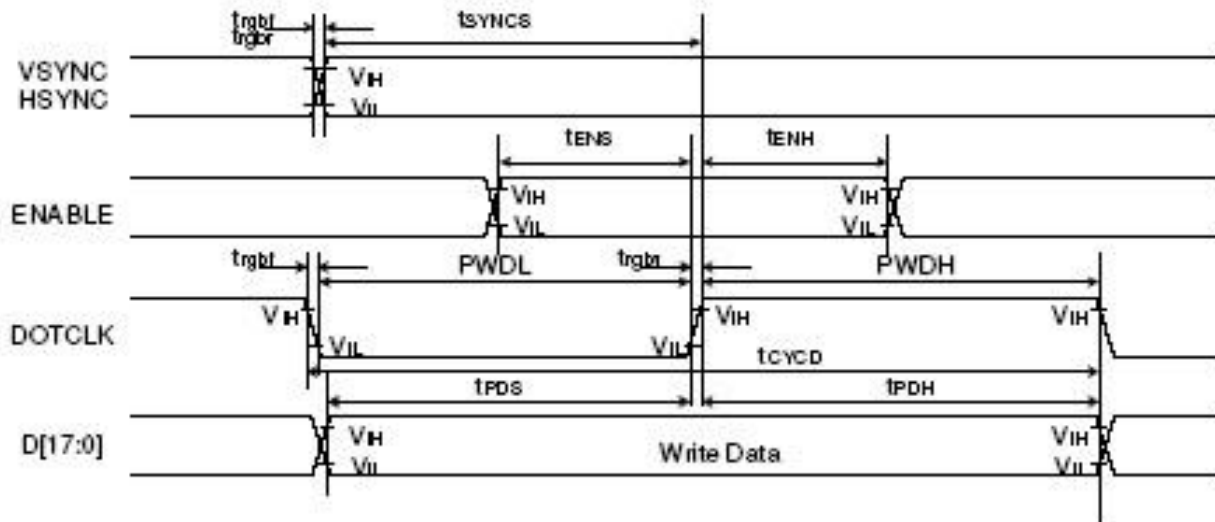 trgbf tSYNCS
trgbr
VSYNC VIH
HSYNC VIL
tENS tENH
ENABLE VIH VIH
VIL VIL
trgbf PWDL trgbr PWDH
VIH VIH VIH
DOTCLK VIL VIL
tCYCD
tPDS tPDH
D[17:0] VIH Write Data VIH
VIL VIL